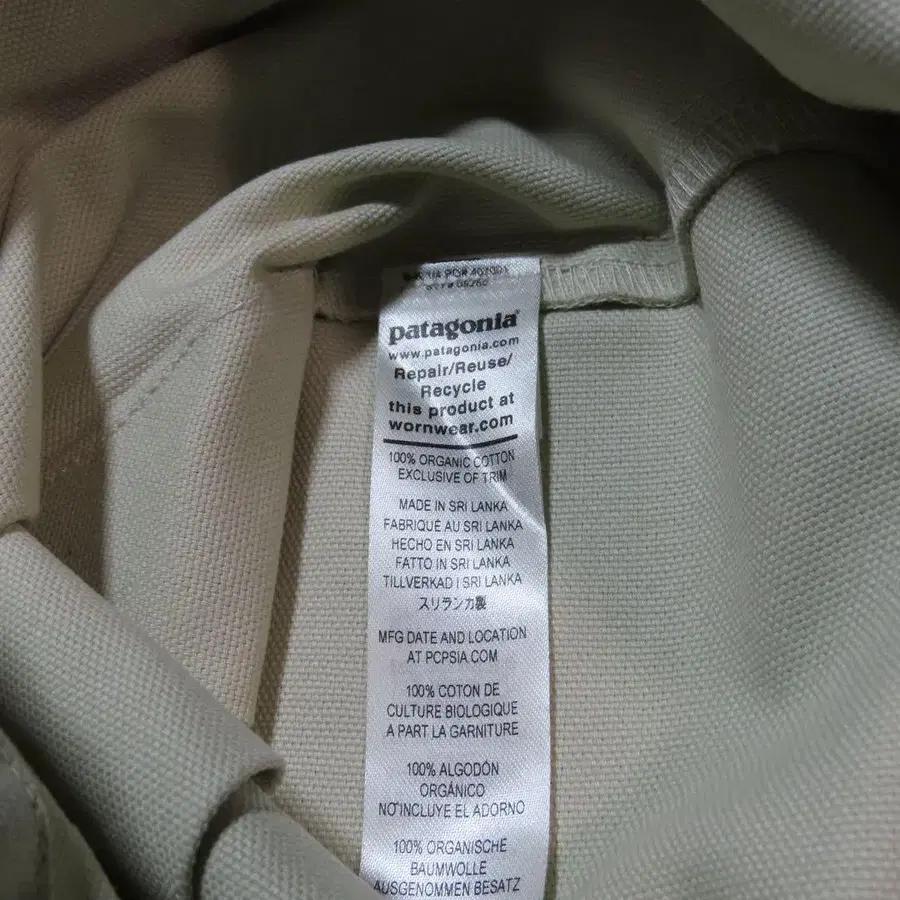 patagonia®
www.patagonia.com
Repair/Reuse/
Recycle
this product at
wornwear.com
100% ORGANIC COTTON
EXCLUSIVE OF TRIM
MADE IN SRI LANKA
FABRIQUÉ AU SRI LANKA
HECHO EN SRI LANKA
FATTO IN SRI LANKA
TILLVERKAD I SRI LANKA
スリランカ製
MFG DATE AND LOCATION
AT PCPSIA.COM
100% COTON DE
CULTURE BIOLOGIQUE
A PART LA GARNITURE
100% ALGODÓN
ORGÁNICO
NO INCLUYE EL ADORNO
100% ORGANISCHE
BAUMWOLLE
AUSGENOMMEN BESATZ